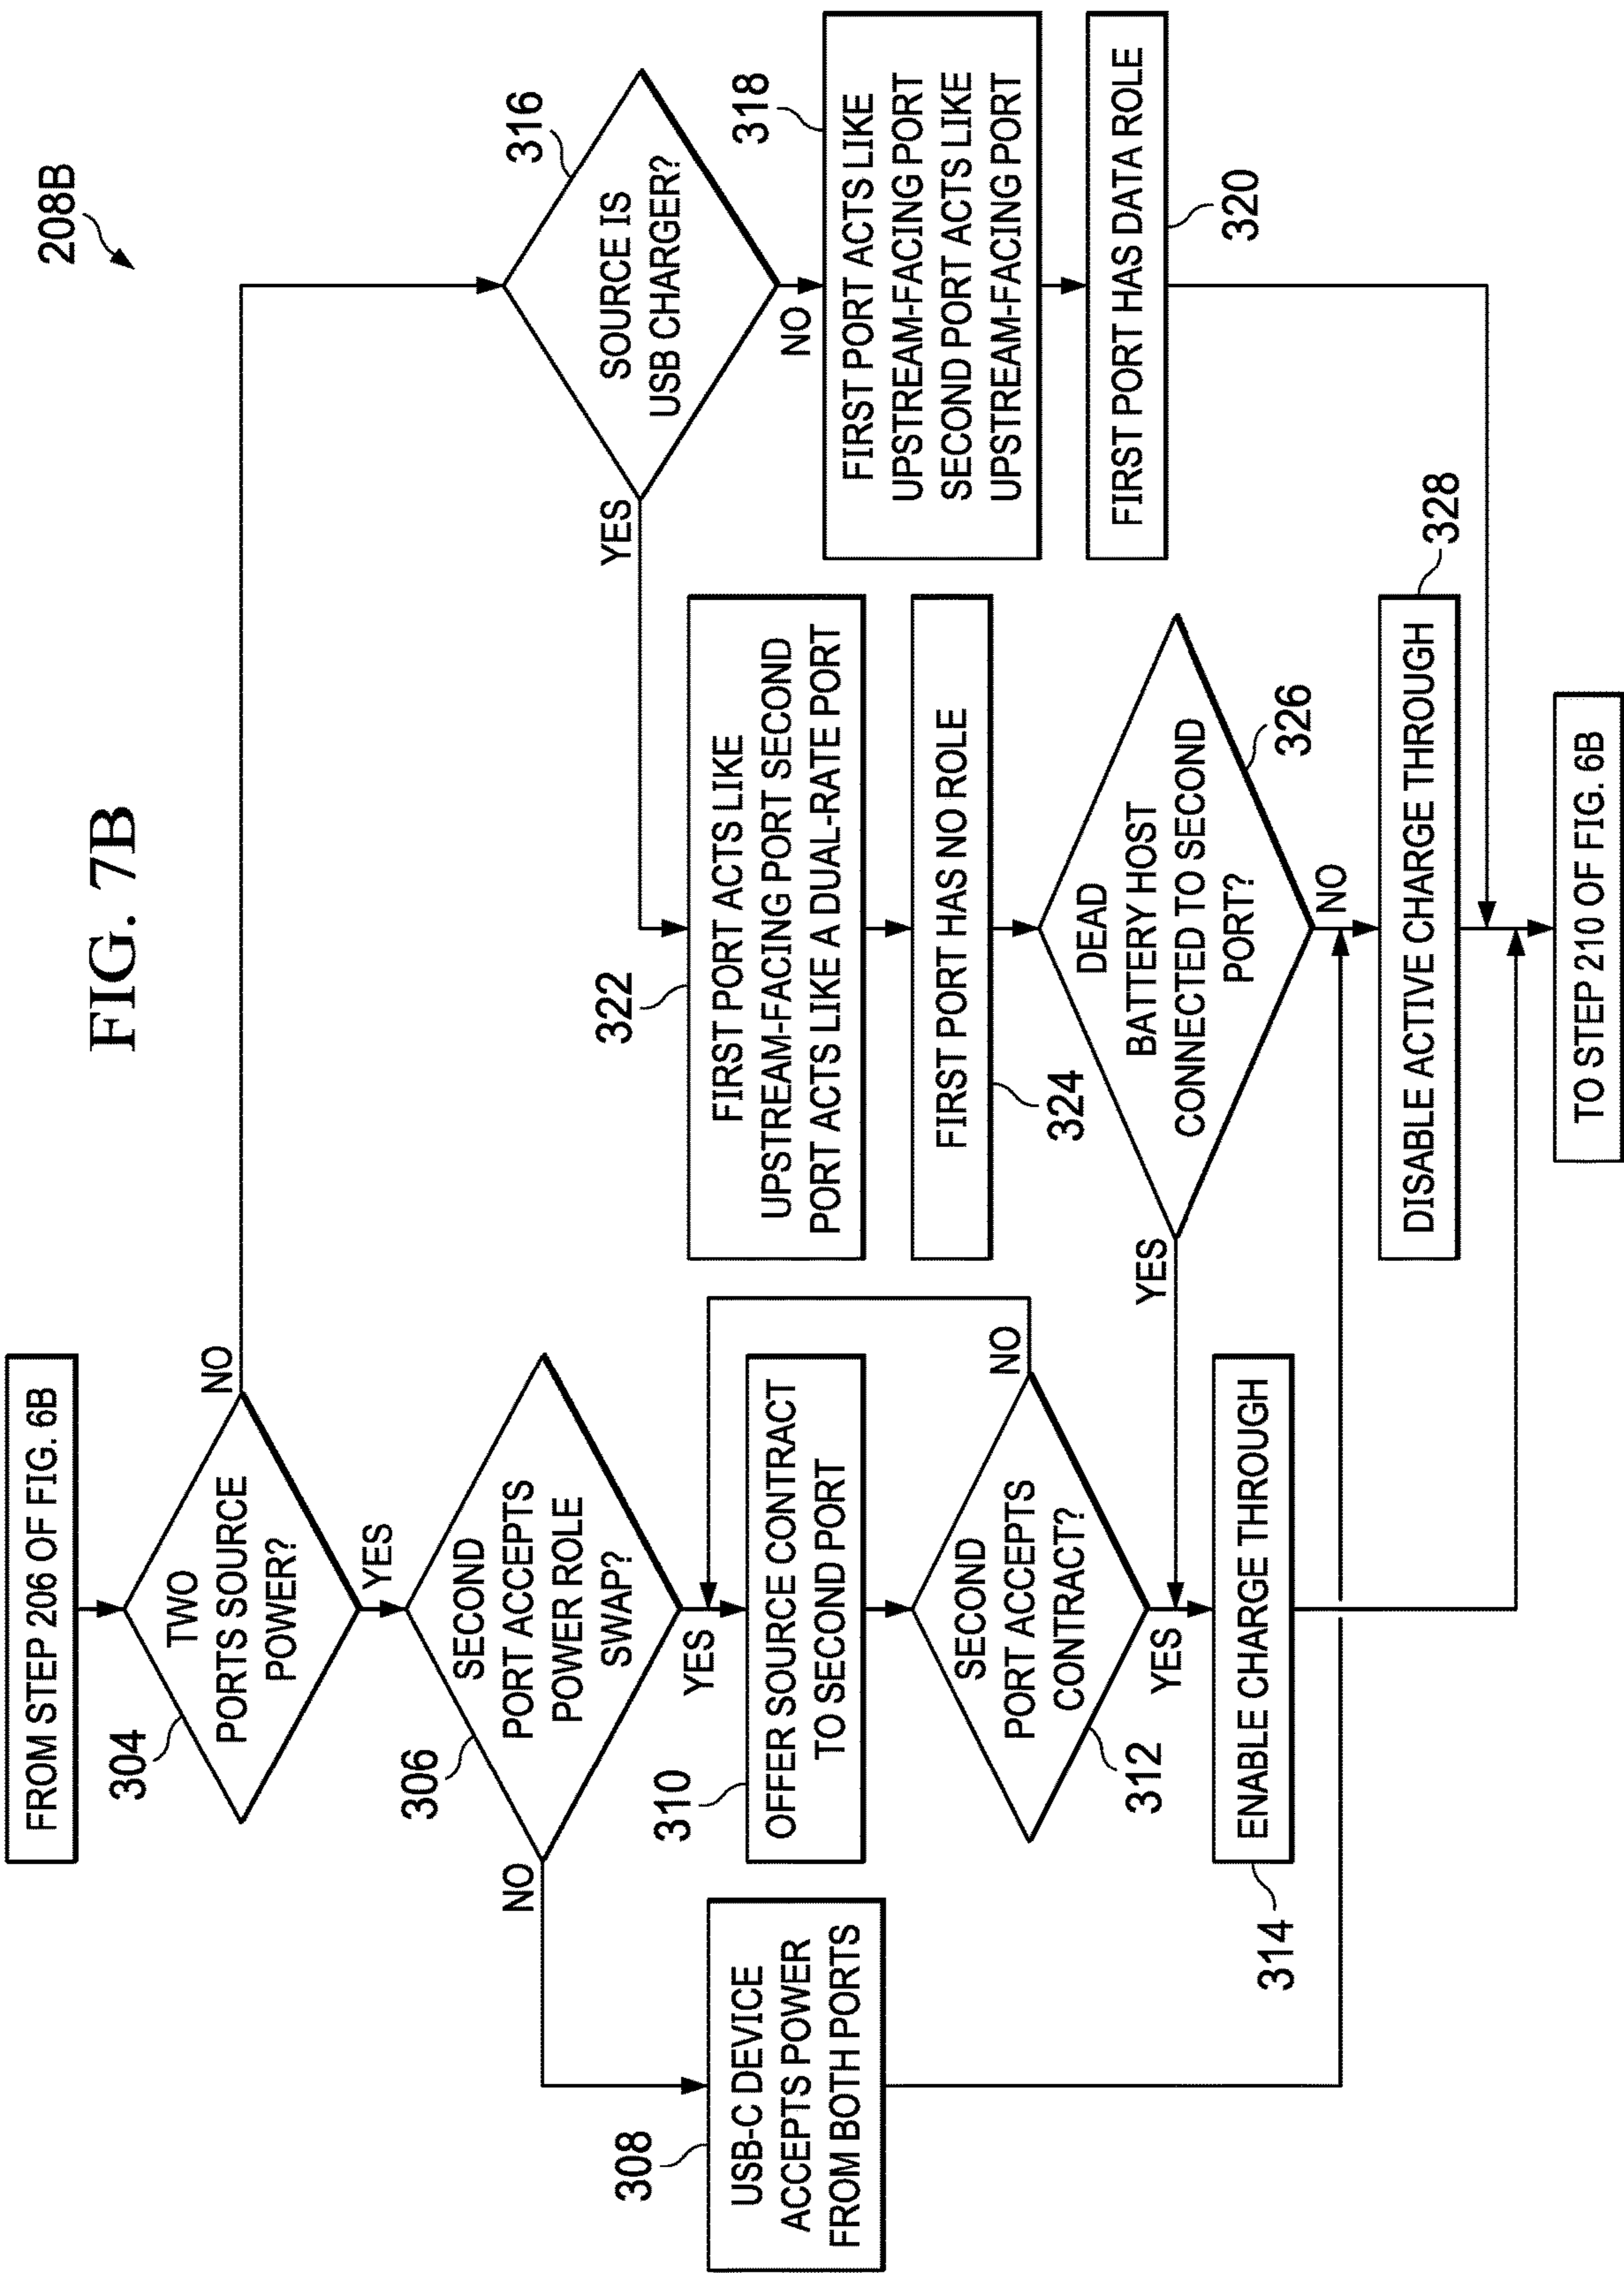 208B
FIG. 7B
FROM STEP 206 OF FIG. 6B
304
TWO
PORTS SOURCE
POWER?
NO
YES
306
SECOND
PORT ACCEPTS
POWER ROLE
SWAP?
NO
YES
308
USB-C DEVICE
ACCEPTS POWER
FROM BOTH PORTS
310
OFFER SOURCE CONTRACT
TO SECOND PORT
312
SECOND
PORT ACCEPTS
CONTRACT?
NO
YES
314
ENABLE CHARGE THROUGH
316
SOURCE IS
USB CHARGER?
YES
NO
318
FIRST PORT ACTS LIKE
UPSTREAM-FACING PORT
SECOND PORT ACTS LIKE
UPSTREAM-FACING PORT
320
FIRST PORT HAS DATA ROLE
322
FIRST PORT ACTS LIKE
UPSTREAM-FACING PORT SECOND
PORT ACTS LIKE A DUAL-RATE PORT
324
FIRST PORT HAS NO ROLE
326
DEAD
BATTERY HOST
CONNECTED TO SECOND
PORT?
YES
NO
328
DISABLE ACTIVE CHARGE THROUGH
TO STEP 210 OF FIG. 6B